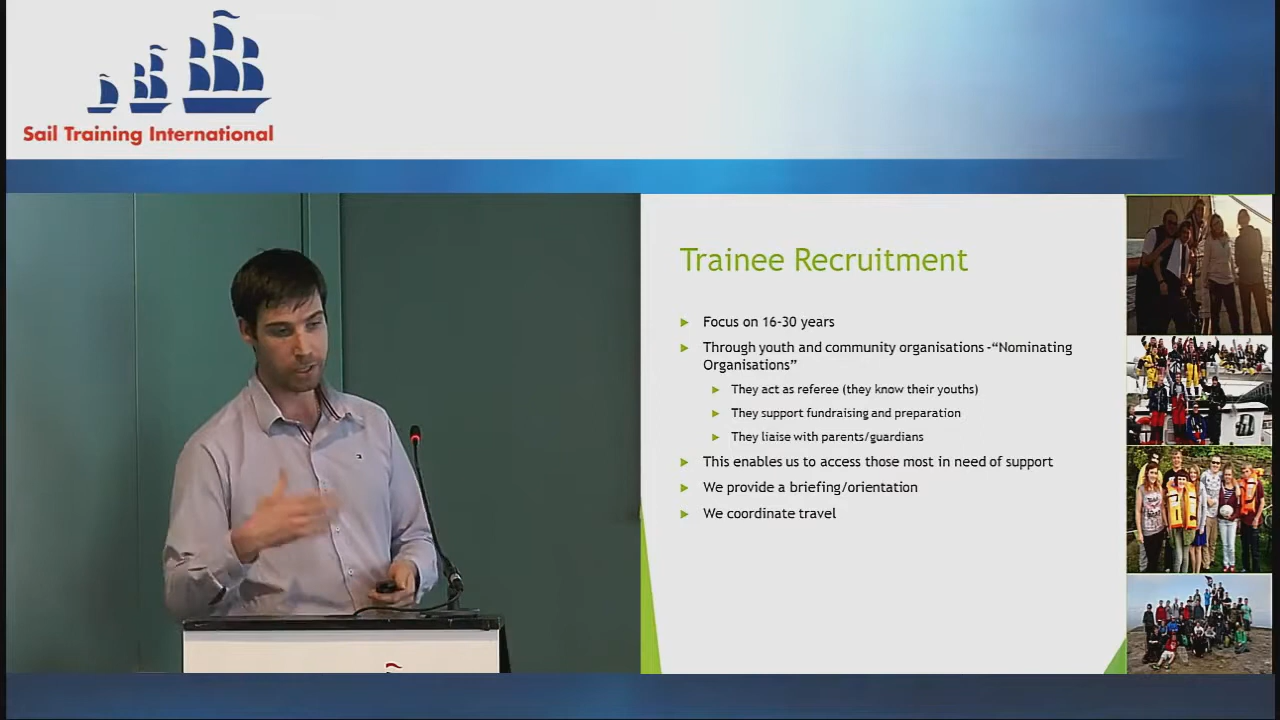 Sail Training International
Trainee Recruitment
Focus on 16-30 years
Through youth and community organisations -“Nominating
Organisations”
They act as referee (they know their youths)
They support fundraising and preparation
They liaise with parents/guardians
This enables us to access those most in need of support
We provide a briefing/orientation
We coordinate travel